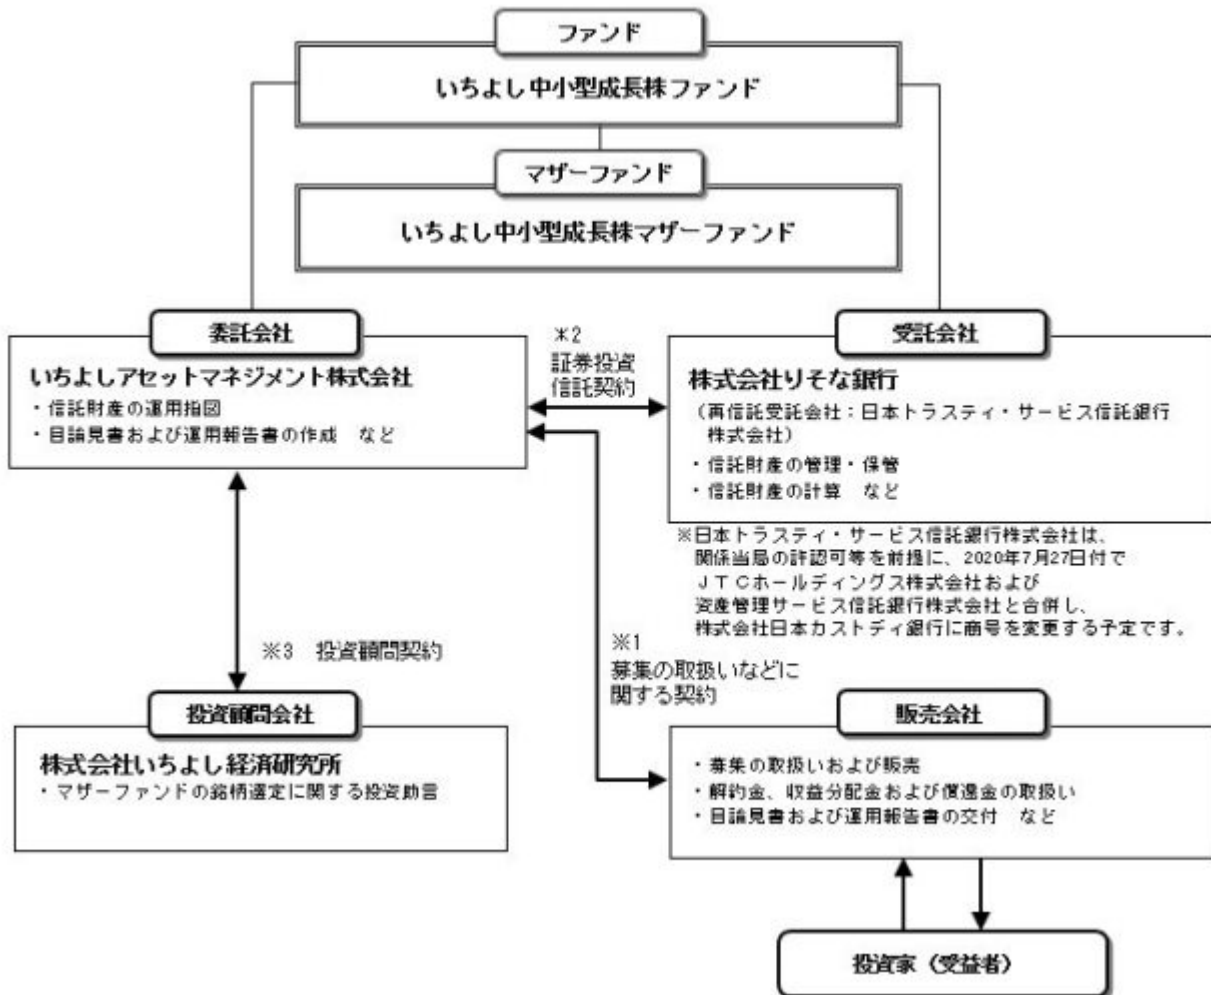 ファンド
いちよし中小型成長株ファンド
マザーファンド
いちよし中小型成長株マザーファンド
委託会社
いちよしアセットマネジメント株式会社
・信託財産の運用指図
・目論見書および運用報告書の作成　など
※2
証券投資
信託契約
受託会社
株式会社りそな銀行
（再信託受託会社：日本トラスティ・サービス信託銀行
株式会社）
・信託財産の管理・保管
・信託財産の計算　など
※日本トラスティ・サービス信託銀行株式会社は、
関係当局の許認可等を前提に、2020年7月27日付で
ＪＴＣホールディングス株式会社および
資産管理サービス信託銀行株式会社と合併し、
株式会社日本カストディ銀行に商号を変更する予定です。
※3　投資顧問契約
※1
募集の取扱いなどに
関する契約
投資顧問会社
株式会社いちよし経済研究所
・マザーファンドの銘柄選定に関する投資助言
販売会社
・募集の取扱いおよび販売
・解約金、収益分配金および償還金の取扱い
・目論見書および運用報告書の交付　など
投資家（受益者）